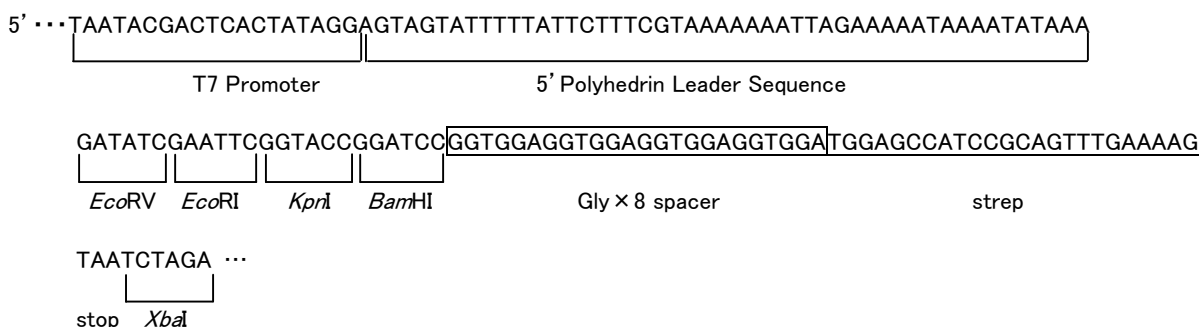 5' ···TAATACGACTCACTATAGGAGTAGTATTTTTATTCTTTCGTAAAAAAATTAGAAAAATAAAATATAAA
T7 Promoter 5' Polyhedrin Leader Sequence
GATATCGAATTCGGTACCGGATCCGGTGGAGGTGGAGGTGGAGGTGGATGGAGCCATCCGCAGTTTGAAAAG
EcoRV EcoRI KpnI BamHI Gly×8 spacer strep
TAATCTAGA ···
stop XbaI